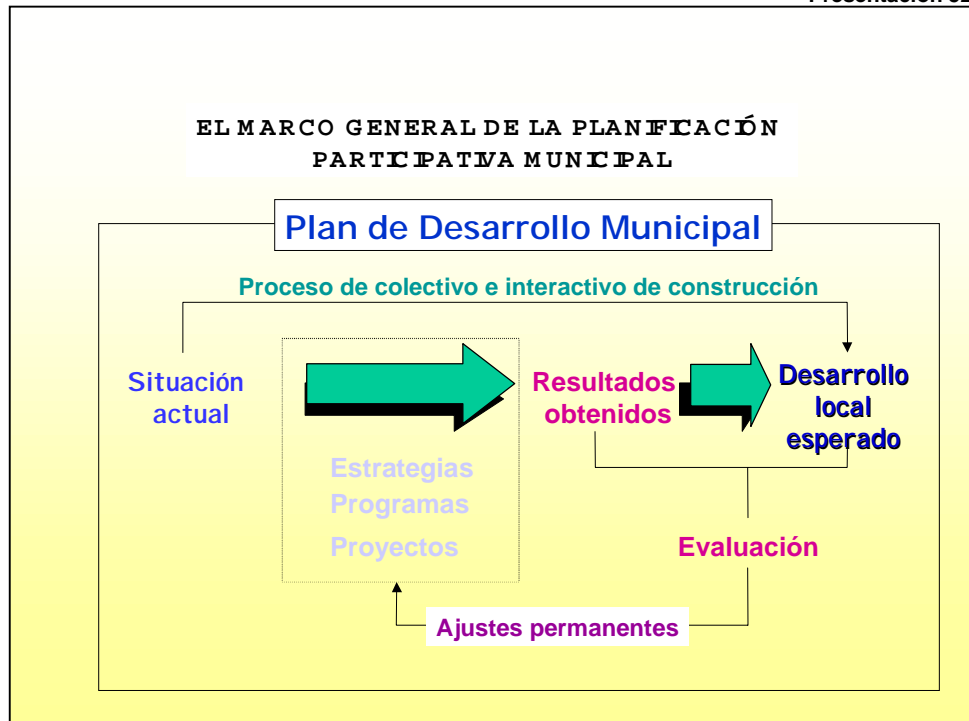 EL MARCO GENERAL DE LA PLANIFICACIÓN
PARTICIPATIVA MUNICIPAL
Plan de Desarrollo Municipal
Proceso de colectivo e interactivo de construcción
Situación
actual
Estrategias
Programas
Proyectos
Resultados
obtenidos
Desarrollo
local
esperado
Evaluación
Ajustes permanentes